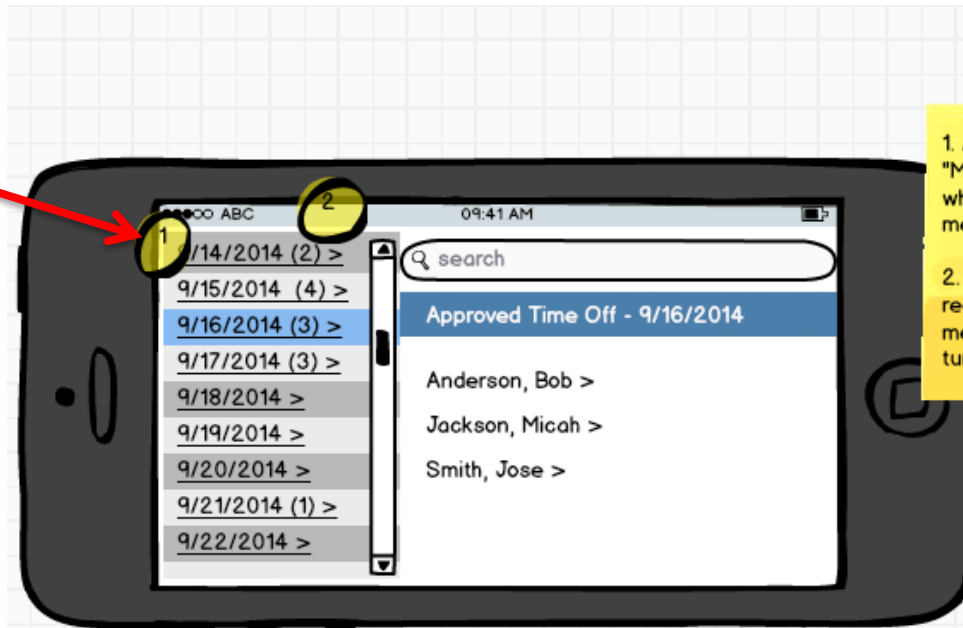 ABC
09:41 AM
1
2
9/14/2014 (2) >
9/15/2014 (4) >
9/16/2014 (3) >
9/17/2014 (3) >
9/18/2014 >
9/19/2014 >
9/20/2014 >
9/21/2014 (1) >
9/22/2014 >
search
Approved Time Off - 9/16/2014
Anderson, Bob >
Jackson, Micah >
Smith, Jose >
1.
2.